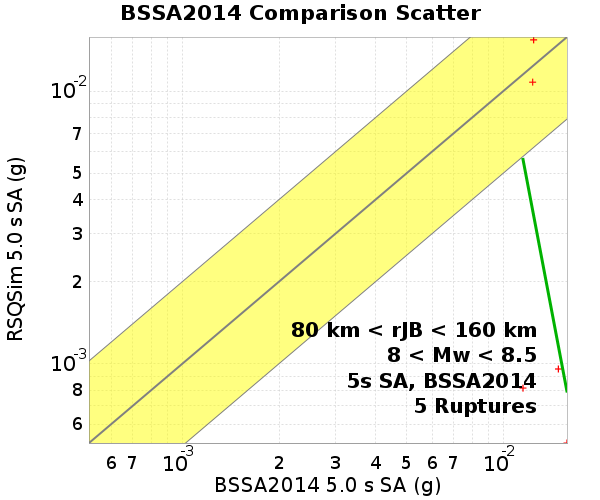 BSSA2014 Comparison Scatter
RSQSim 5.0 s SA (g)
10-2
7
5
4
3
2
10-3
8
6
80 km < rJB < 160 km
8 < Mw < 8.5
5s SA, BSSA2014
5 Ruptures
6 7 10-3 2 3 4 5 6 7 10-2
BSSA2014 5.0 s SA (g)